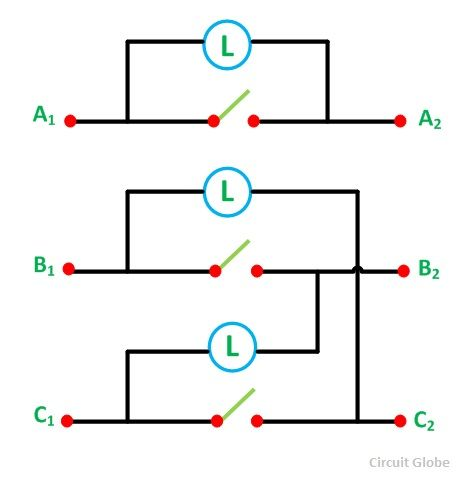 L
A₁ A₂
L
B₁ B₂
L
C₁ C₂
Circuit Globe